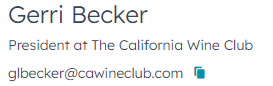 Gerri Becker
President at The California Wine Club
glbecker@cawineclub.com